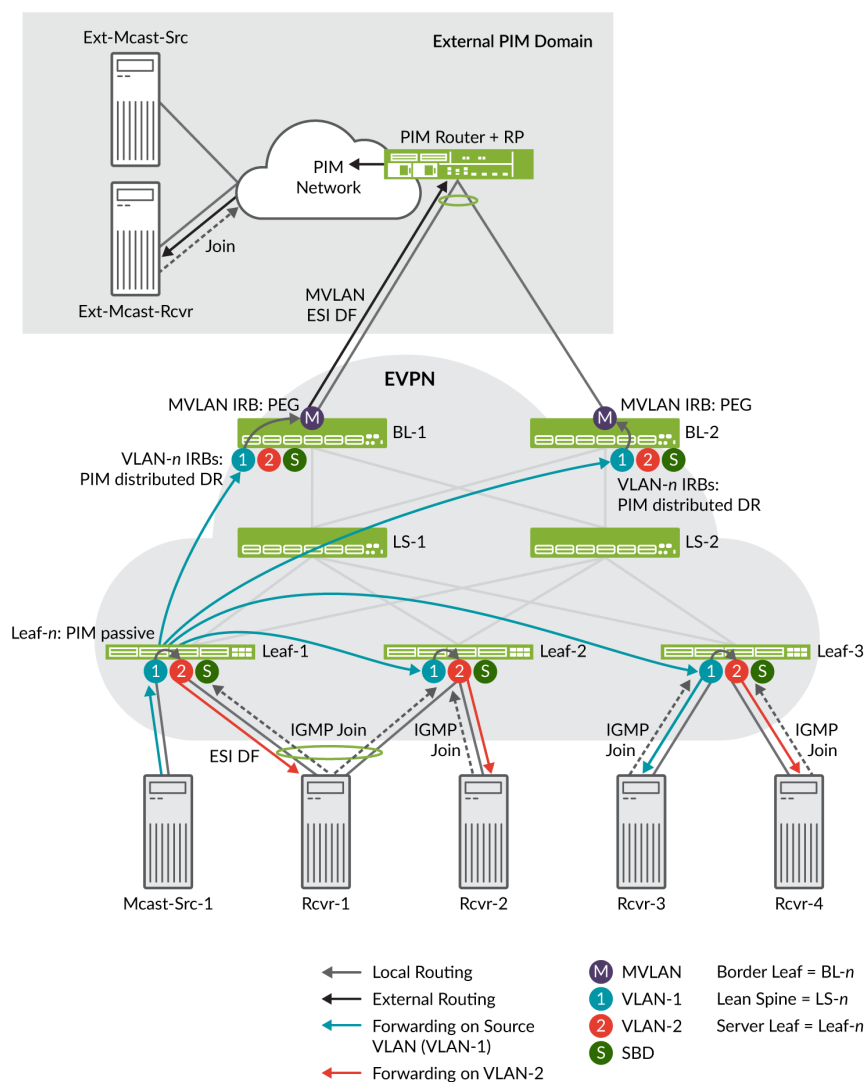 Ext-Mcast-Src
External PIM Domain
PIM Router + RP
PIM
Network
Join
Ext-Mcast-Rcvr
MVLAN
ESI DF
EVPN
MVLAN IRB: PEG
M
BL-1
MVLAN IRB: PEG
M
BL-2
VLAN-n IRBs:
PIM distributed DR
1 2 S
1 2 S
VLAN-n IRBs:
PIM distributed DR
LS-1
LS-2
Leaf-n: PIM passive
Leaf-1
Leaf-2
Leaf-3
1 2 S
1 2 S
1 2 S
ESI DF
IGMP Join
IGMP
Join
IGMP
Join
IGMP
Join
Mcast-Src-1
Rcvr-1
Rcvr-2
Rcvr-3
Rcvr-4
Local Routing
External Routing
Forwarding on Source
VLAN (VLAN-1)
Forwarding on VLAN-2
M MVLAN
1 VLAN-1
2 VLAN-2
S SBD
Border Leaf = BL-n
Lean Spine = LS-n
Server Leaf = Leaf-n